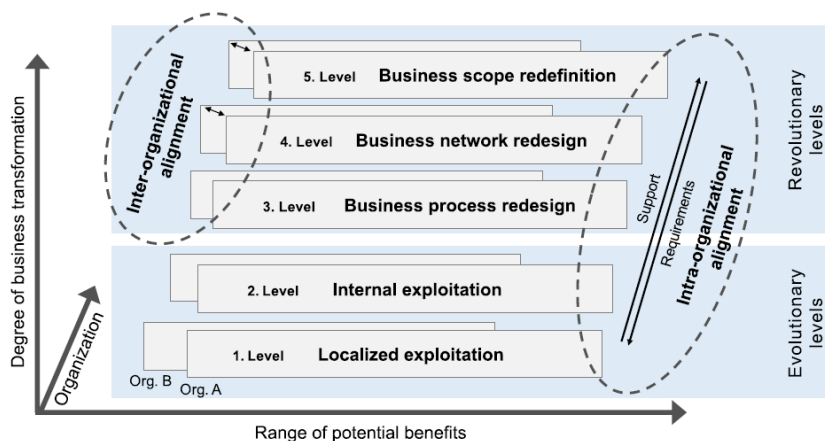 Degree of business transformation
Organization
Range of potential benefits
Inter-organizational
alignment
5. Level Business scope redefinition
4. Level Business network redesign
3. Level Business process redesign
2. Level Internal exploitation
1. Level Localized exploitation
Org. B
Org. A
Support
Requirements
Intra-organizational
alignment
Revolutionary
levels
Evolutionary
levels